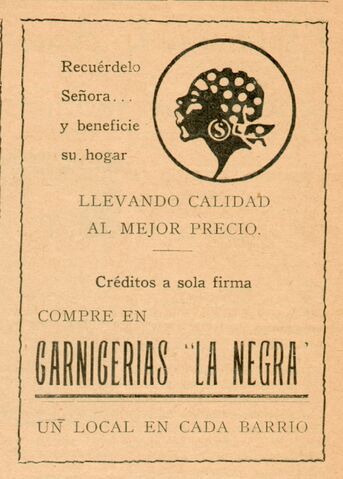 Recuérdelo
Señora...
y beneficie
su.hogar
S
LLEVANDO CALIDAD
AL MEJOR PRECIO.
Créditos a sola firma
COMPRE EN
CARNICERIAS "LA NEGRA"
UN LOCAL EN CADA BARRIO